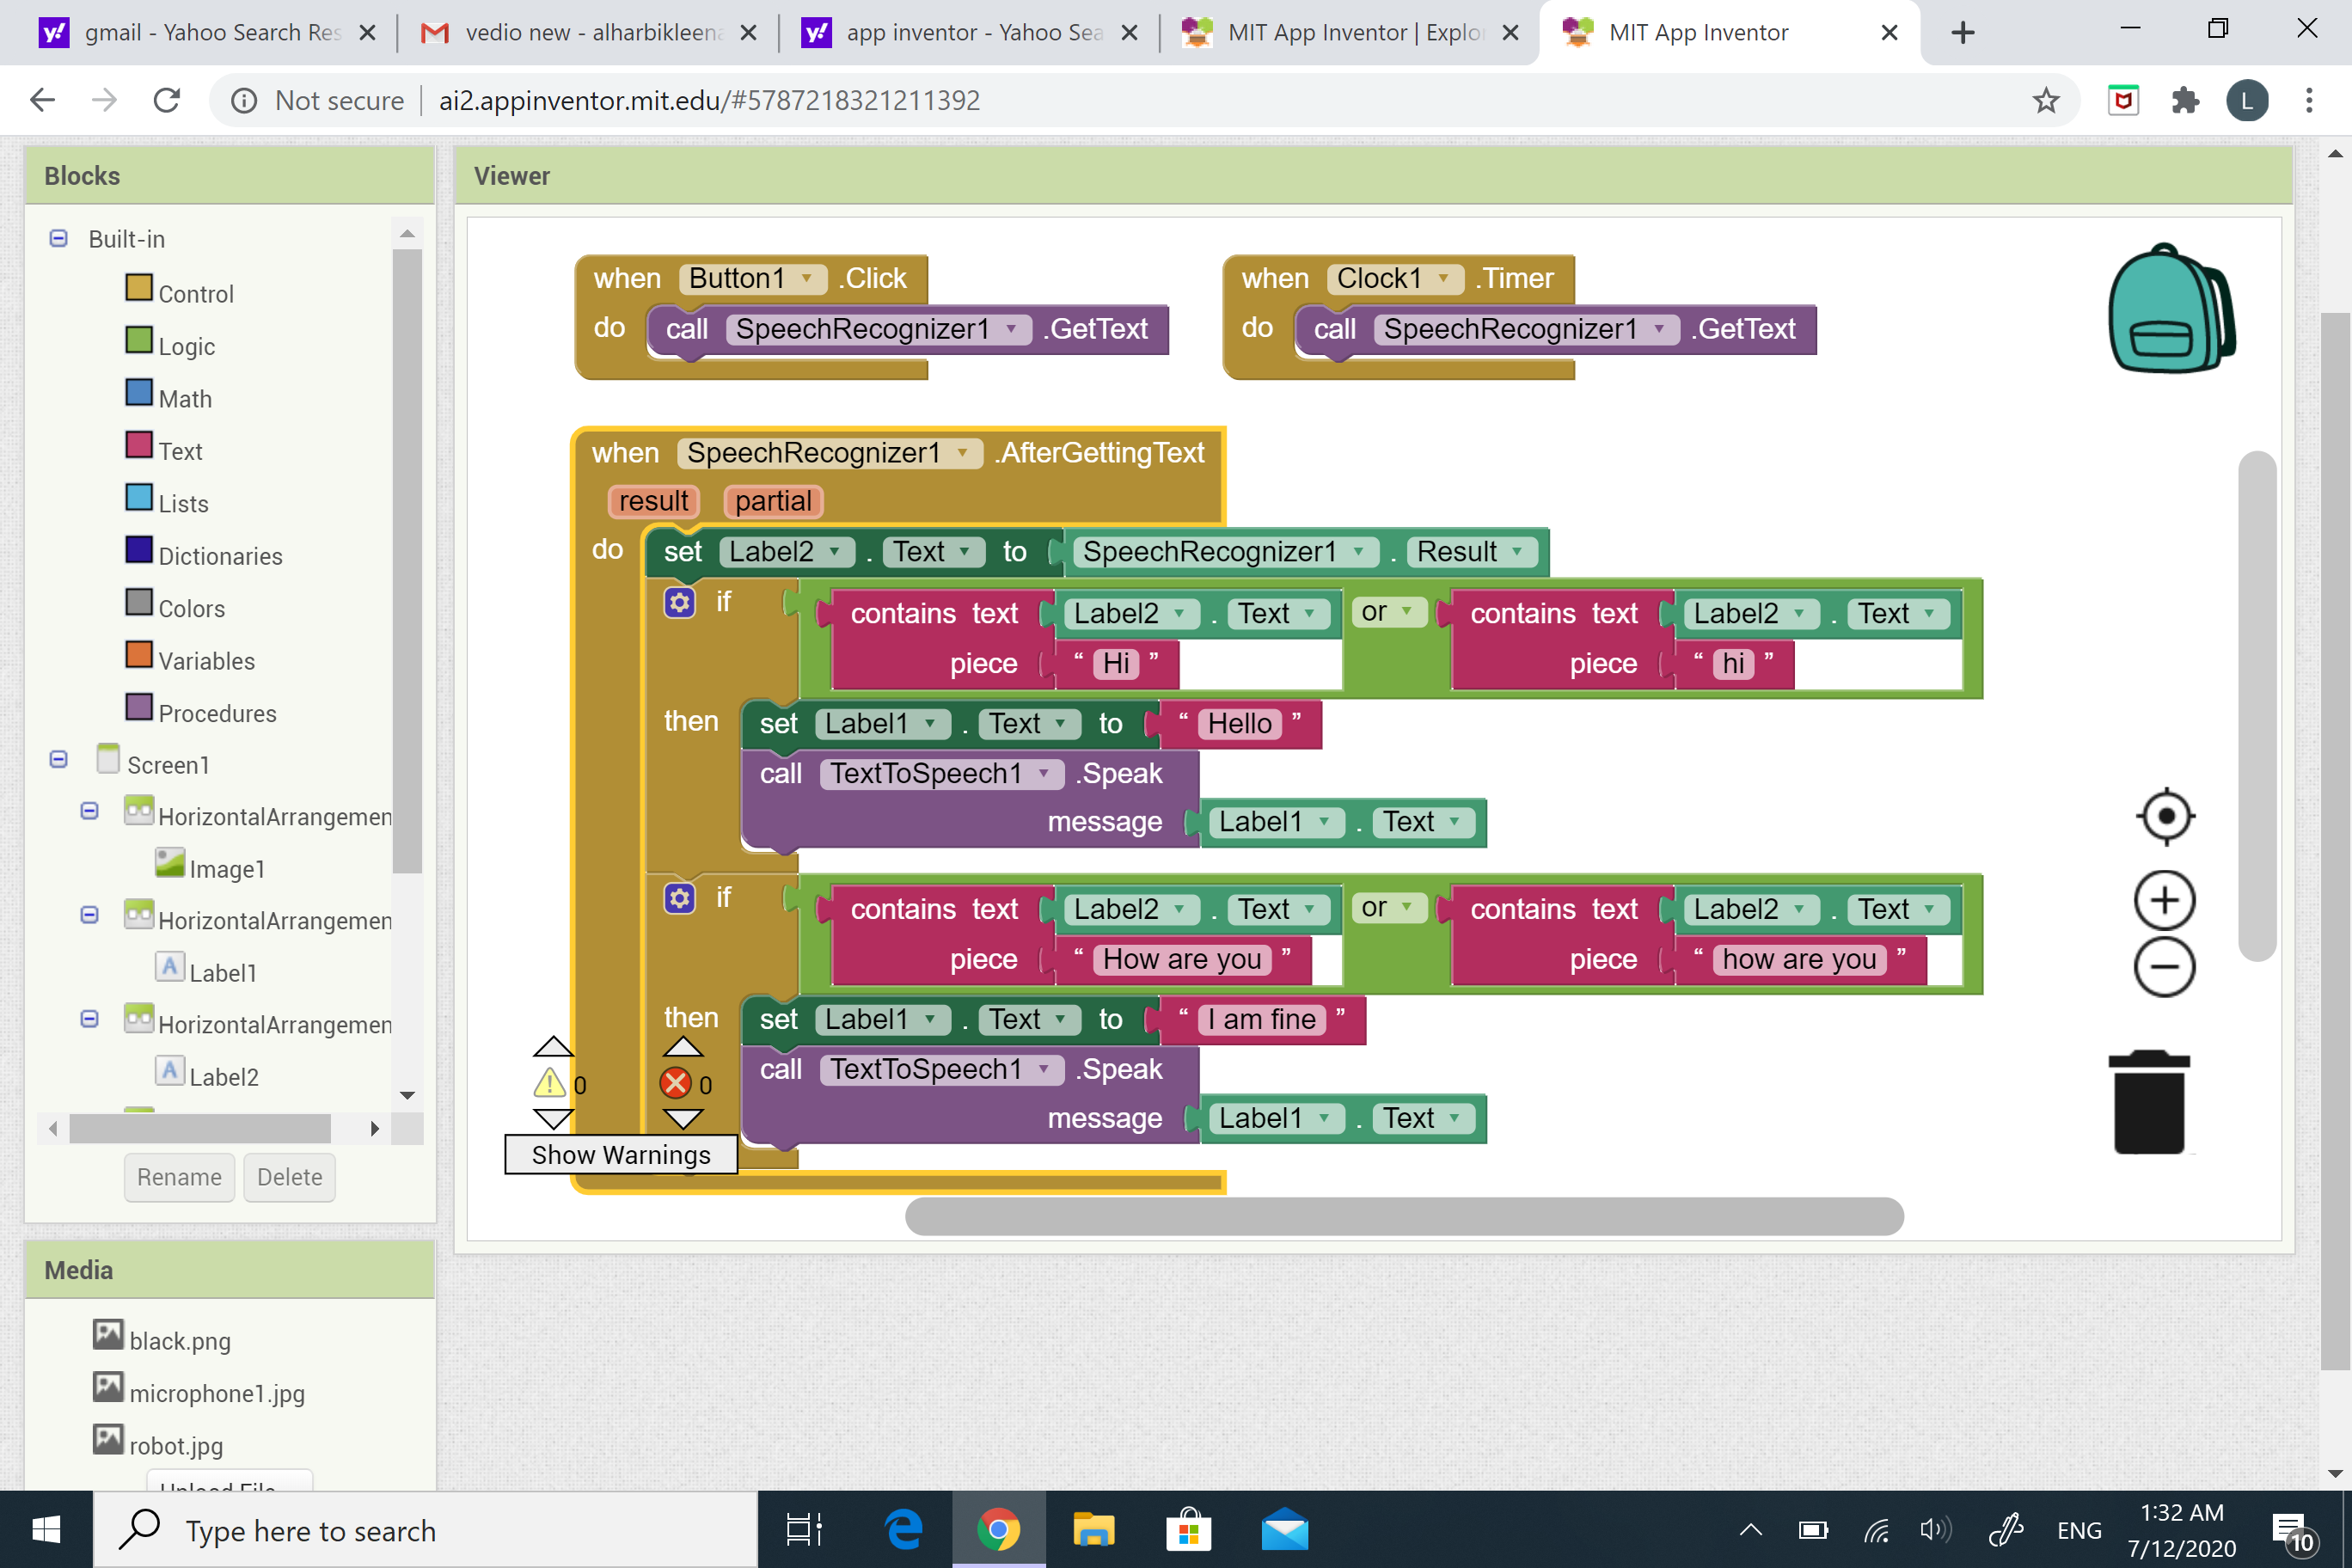 gmail - Yahoo Search Res
vedio new - alharbikleena
app inventor - Yahoo Sea
MIT App Inventor | Explo
MIT App Inventor
Not secure
ai2.appinventor.mit.edu/#5787218321211392
L
Blocks
Built-in
Control
Logic
Math
Text
Lists
Dictionaries
Colors
Variables
Procedures
Screen1
HorizontalArrangemen
Image1
HorizontalArrangemen
Label1
HorizontalArrangemen
Label2
Rename Delete
Media
black.png
microphone1.jpg
robot.jpg
Upload File
Viewer
when Button1 .Click
do call SpeechRecognizer1 .GetText
when Clock1 .Timer
do call SpeechRecognizer1 .GetText
when SpeechRecognizer1 .AfterGettingText
result partial
do set Label2 . Text to SpeechRecognizer1 . Result
if contains text Label2 . Text or contains text Label2 . Text
piece “ Hi ” piece “ hi ”
then set Label1 . Text to “ Hello ”
call TextToSpeech1 .Speak
message Label1 . Text
if contains text Label2 . Text or contains text Label2 . Text
piece “ How are you ” piece “ how are you ”
then set Label1 . Text to “ I am fine ”
call TextToSpeech1 .Speak
message Label1 . Text
0 0
Show Warnings
Type here to search
ENG
1:32 AM
7/12/2020
10